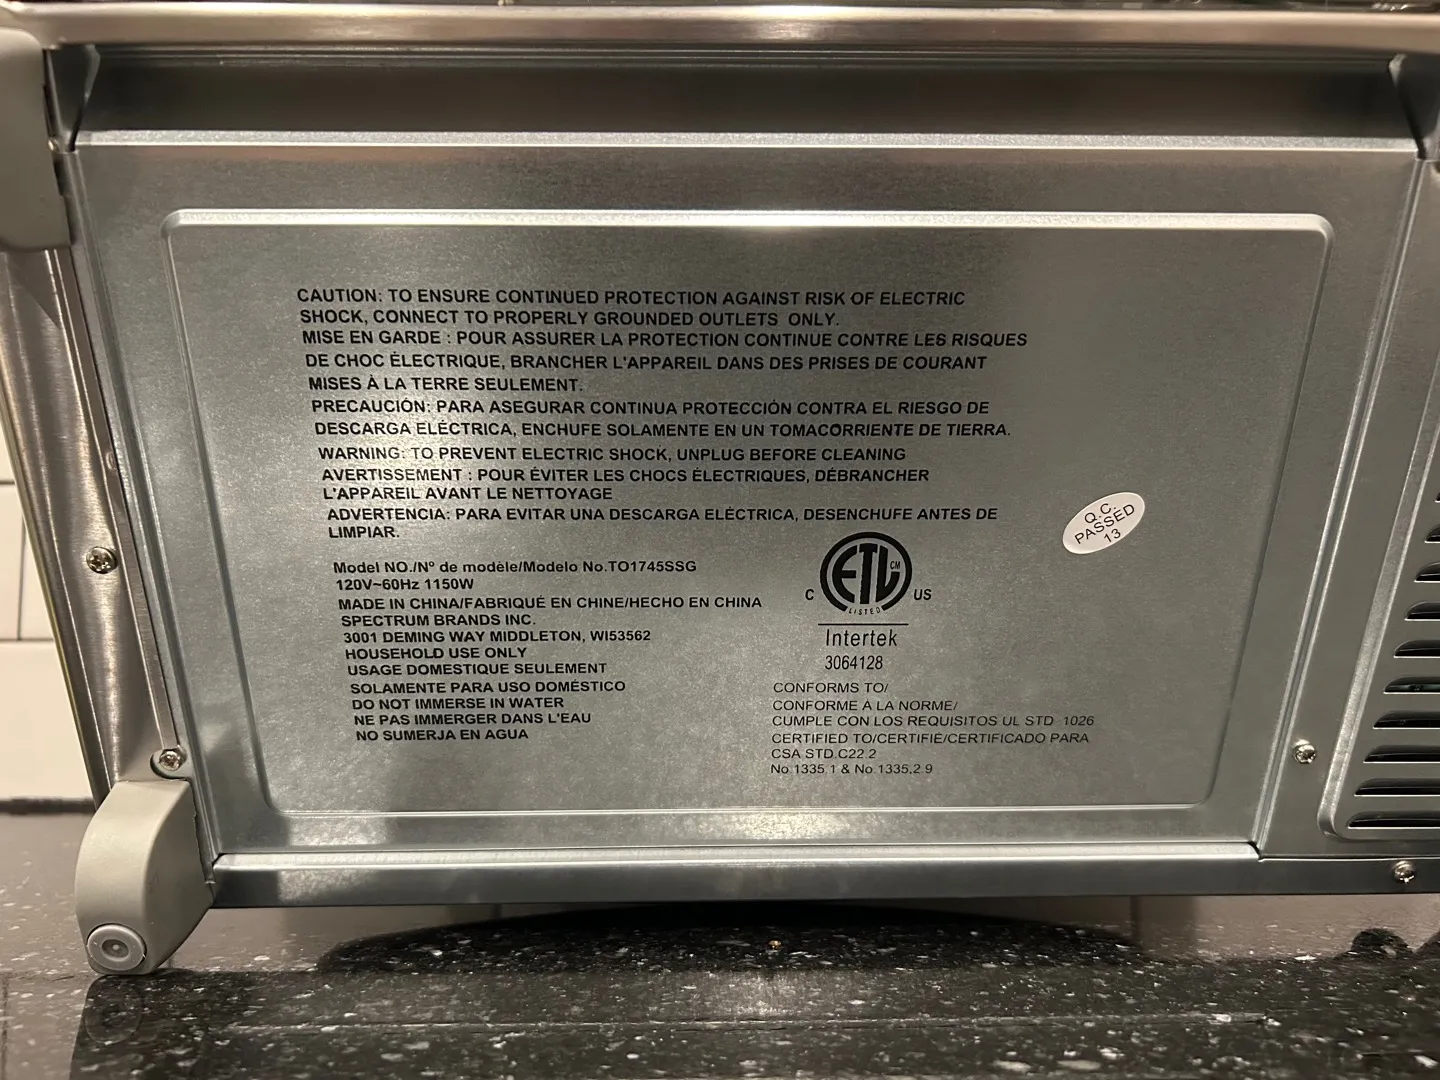 CAUTION: TO ENSURE CONTINUED PROTECTION AGAINST RISK OF ELECTRIC
SHOCK, CONNECT TO PROPERLY GROUNDED OUTLETS ONLY.
MISE EN GARDE : POUR ASSURER LA PROTECTION CONTINUE CONTRE LES RISQUES
DE CHOC ÉLECTRIQUE, BRANCHER L'APPAREIL DANS DES PRISES DE COURANT
MISES À LA TERRE SEULEMENT.
PRECAUCIÓN: PARA ASEGURAR CONTINUA PROTECCIÓN CONTRA EL RIESGO DE
DESCARGA ELÉCTRICA, ENCHUFE SOLAMENTE EN UN TOMACORRIENTE DE TIERRA.
WARNING: TO PREVENT ELECTRIC SHOCK, UNPLUG BEFORE CLEANING
AVERTISSEMENT : POUR ÉVITER LES CHOCS ÉLECTRIQUES, DÉBRANCHER
L'APPAREIL AVANT LE NETTOYAGE
ADVERTENCIA: PARA EVITAR UNA DESCARGA ELÉCTRICA, DESENCHUFE ANTES DE
LIMPIAR.
Model NO./Nº de modèle/Modelo No.TO1745SSG
120V~60Hz 1150W
MADE IN CHINA/FABRIQUÉ EN CHINE/HECHO EN CHINA
SPECTRUM BRANDS INC.
3001 DEMING WAY MIDDLETON, WI53562
HOUSEHOLD USE ONLY
USAGE DOMESTIQUE SEULEMENT
SOLAMENTE PARA USO DOMÉSTICO
DO NOT IMMERSE IN WATER
NE PAS IMMERGER DANS L'EAU
NO SUMERJA EN AGUA
ETL CM
C LISTED US
Intertek
3064128
CONFORMS TO/
CONFORME À LA NORME/
CUMPLE CON LOS REQUISITOS UL STD 1026
CERTIFIED TO/CERTIFIÉ/CERTIFICADO PARA
CSA STD.C22.2
No.1335.1 & No.1335.2.9
Q.C.
PASSED
13